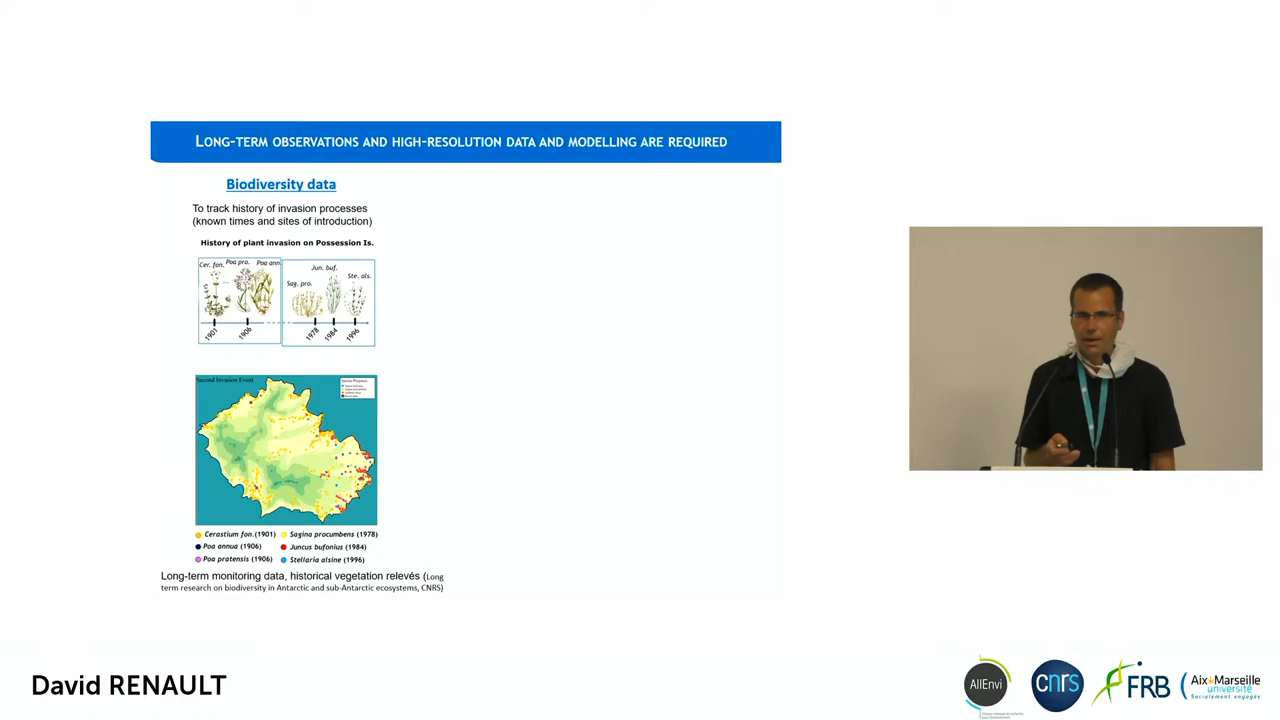 LONG-TERM OBSERVATIONS AND HIGH-RESOLUTION DATA AND MODELLING ARE REQUIRED
Biodiversity data
To track history of invasion processes
(known times and sites of introduction)
History of plant invasion on Possession Is.
Cer. fon.
Poa pra.
Poa ann.
Jun. buf.
Sag. pro.
Ste. als.
1901
1906
1978
1984
1996
Second Invasion Event
Cerastium fon.(1901)
Sagina procumbens (1978)
Poa annua (1906)
Juncus bufonius (1984)
Poa pratensis (1906)
Stellaria alsine (1996)
Long-term monitoring data, historical vegetation relevés (Long
term research on biodiversity in Antarctic and sub-Antarctic ecosystems, CNRS)
David RENAULT
AllEnvi
cnrs
FRB
Aix Marseille
université
Socialement engagée